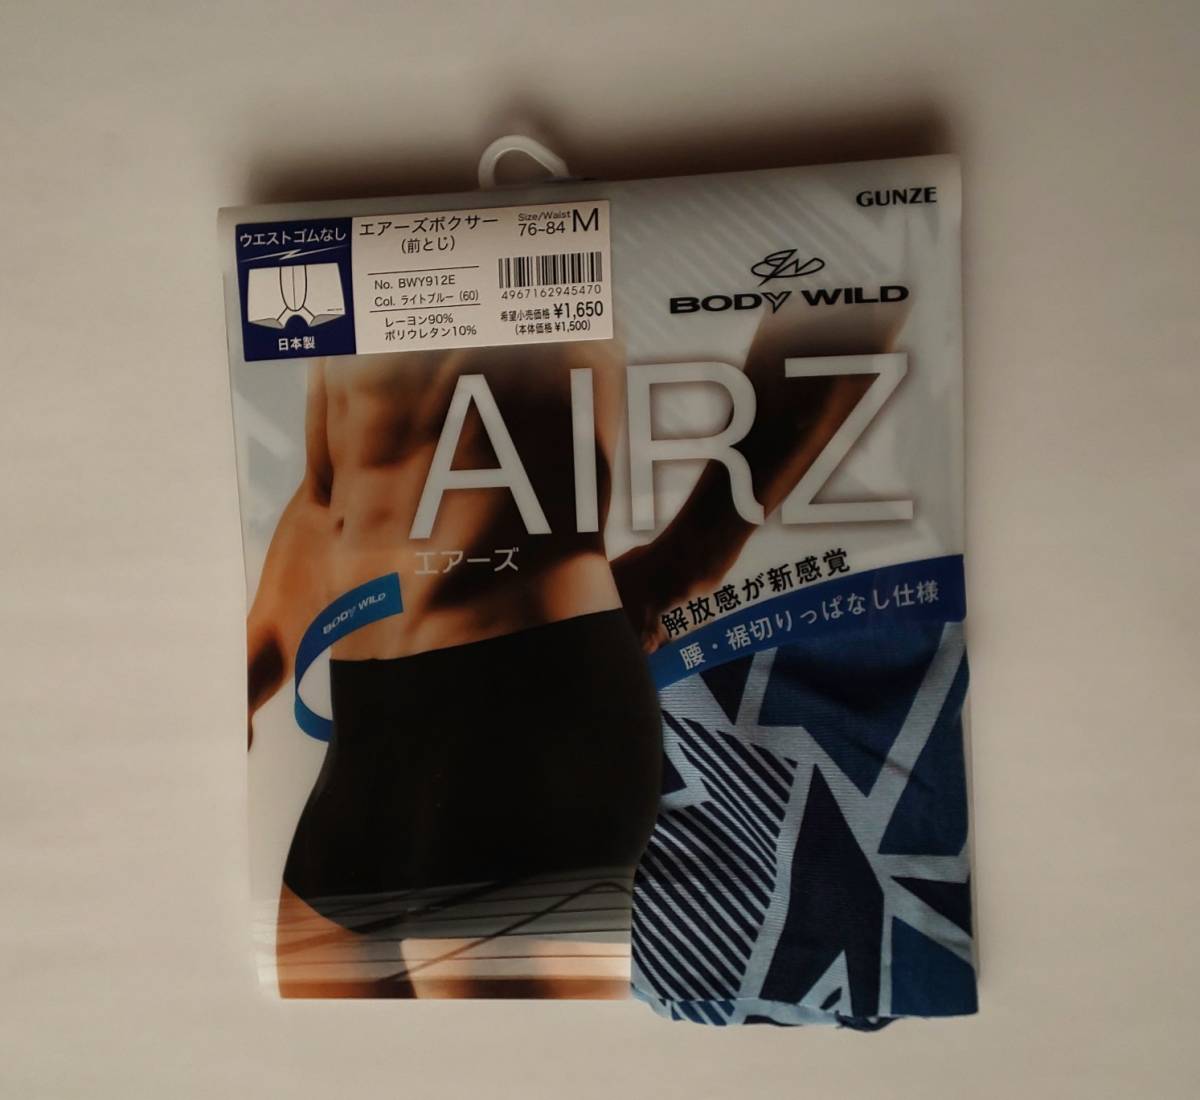 ウエストゴムなし
日本製
エアーズボクサー
(前とじ)
Size/Waist
76-84 M
No. BWY912E
Col. ライトブルー (60)
レーヨン90%
ポリウレタン10%
4967162945470
希望小売価格 ¥1,650
(本体価格 ¥1,500)
GUNZE
BODY WILD
AIRZ
エアーズ
BODY WILD
解放感が新感覚
腰・裾切りっぱなし仕様